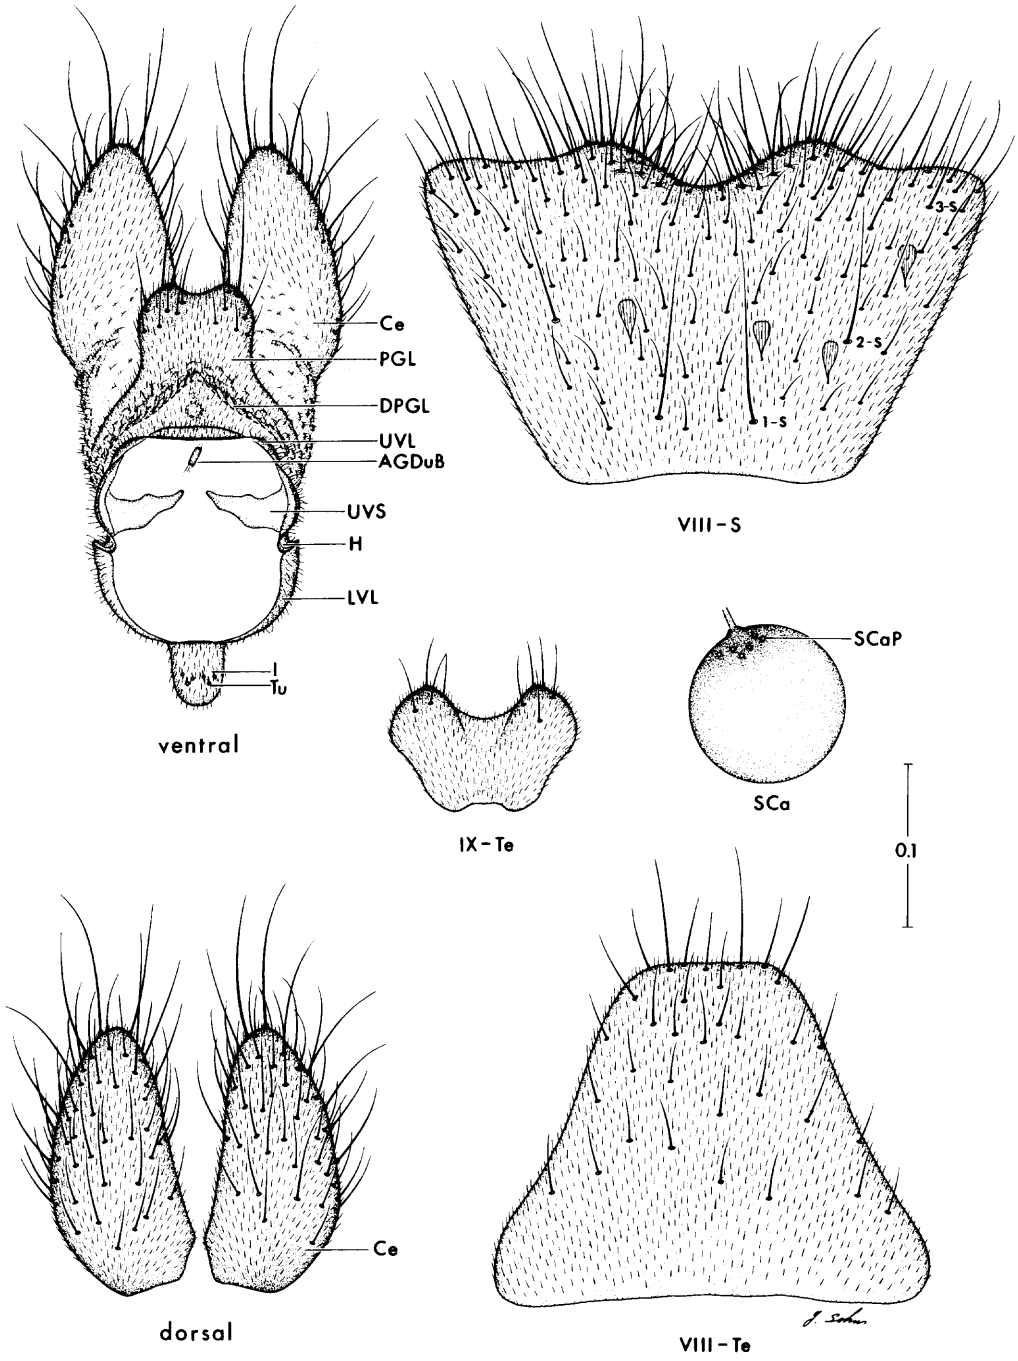 Ce
PGL
DPGL
UVL
AGDuB
UVS
H
LVL
I
Tu
ventral
3-S
2-S
1-S
VIII-S
SCaP
SCa
IX-Te
0.1
Ce
dorsal
VIII-Te